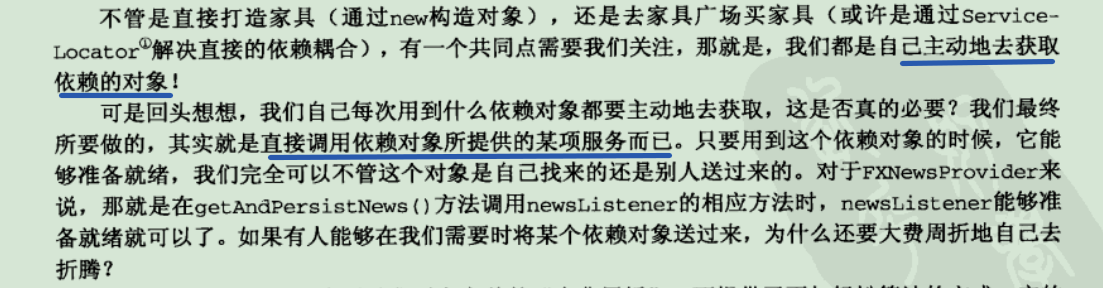 不管是直接打造家具（通过new构造对象），还是去家具广场买家具（或许是通过Service-
Locator①解决直接的依赖耦合），有一个共同点需要我们关注，那就是，我们都是自己主动地去获取
依赖的对象！
可是回头想想，我们自己每次用到什么依赖对象都要主动地去获取，这是否真的必要？我们最终
所要做的，其实就是直接调用依赖对象所提供的某项服务而已。只要用到这个依赖对象的时候，它能
够准备就绪，我们完全可以不管这个对象是自己找来的还是别人送过来的。对于FXNewsProvider来
说，那就是在getAndPersistNews()方法调用newsListener的相应方法时，newsListener能够准
备就绪就可以了。如果有人能够在我们需要时将某个依赖对象送过来，为什么还要大费周折地自己去
折腾？